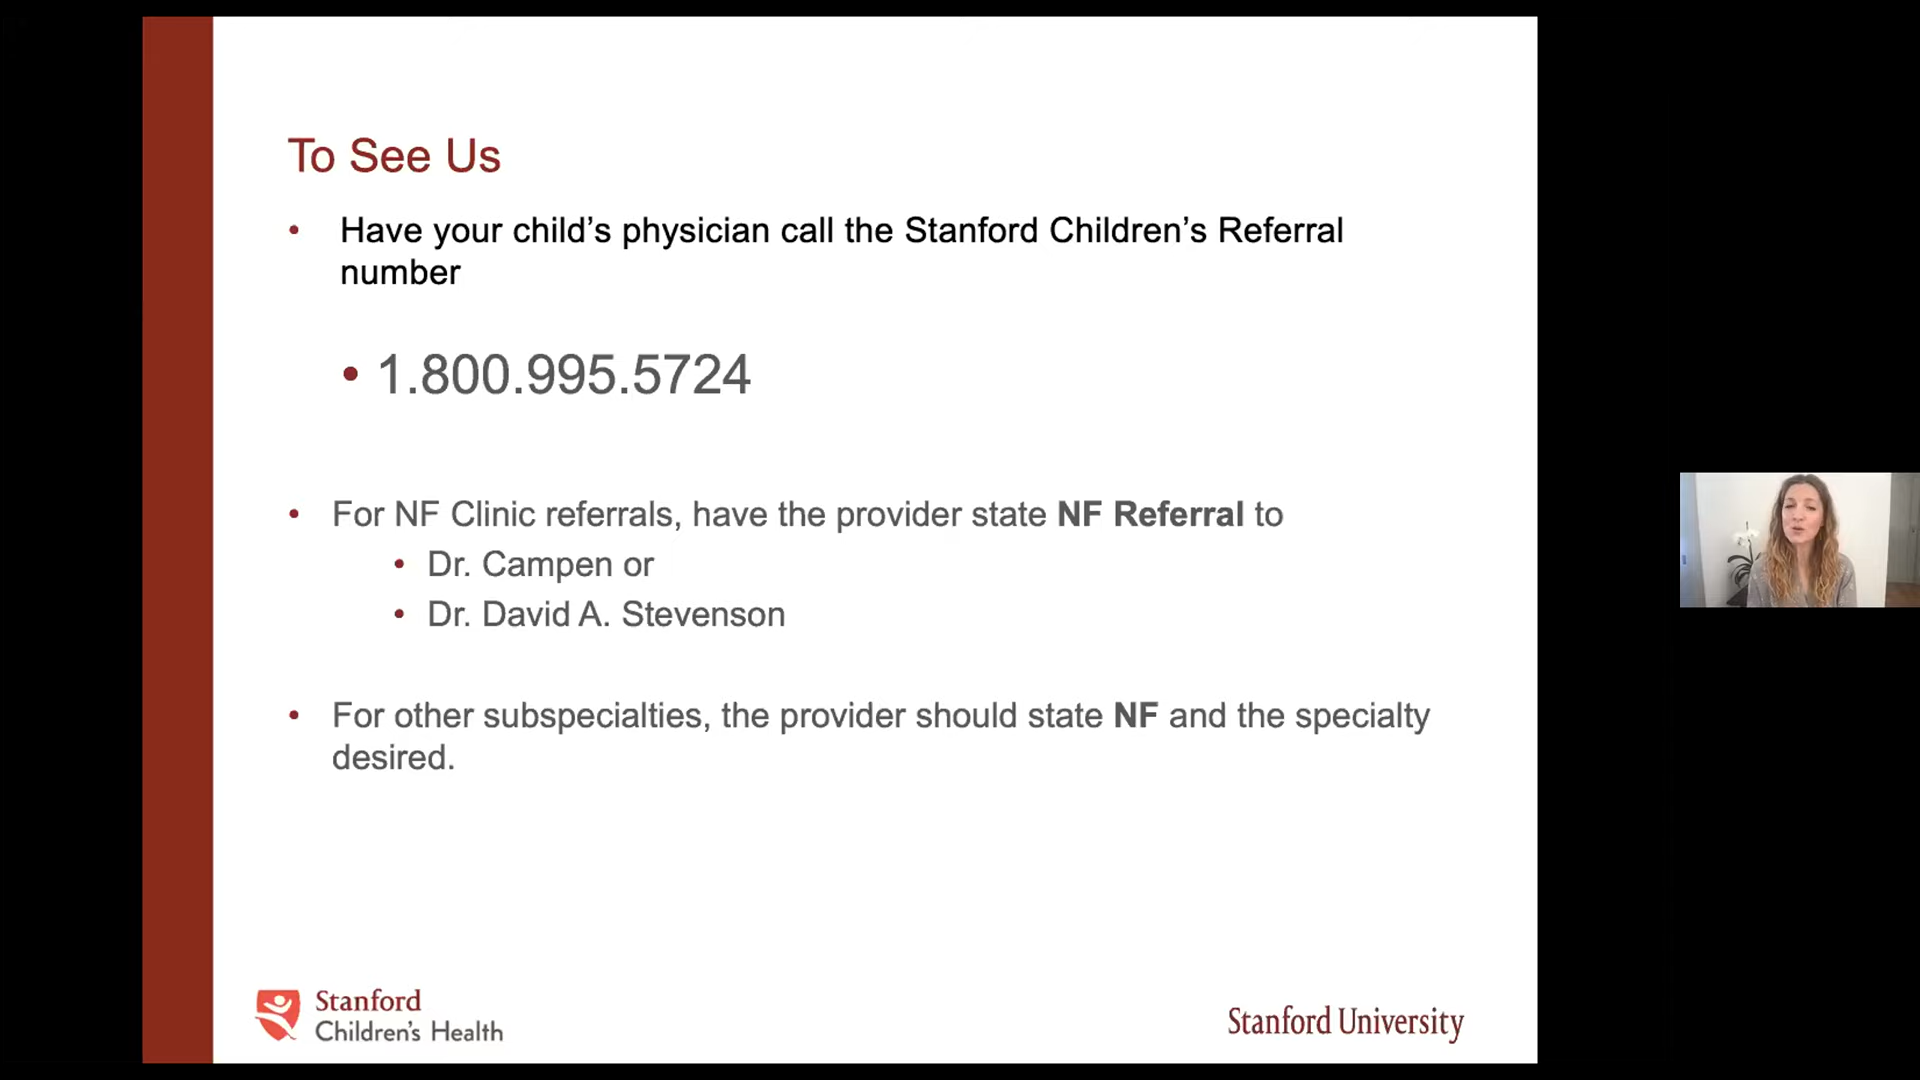 To See Us
• Have your child’s physician call the Stanford Children’s Referral
number
• 1.800.995.5724
• For NF Clinic referrals, have the provider state NF Referral to
• Dr. Campen or
• Dr. David A. Stevenson
• For other subspecialties, the provider should state NF and the specialty
desired.
Stanford
Children’s Health
Stanford University